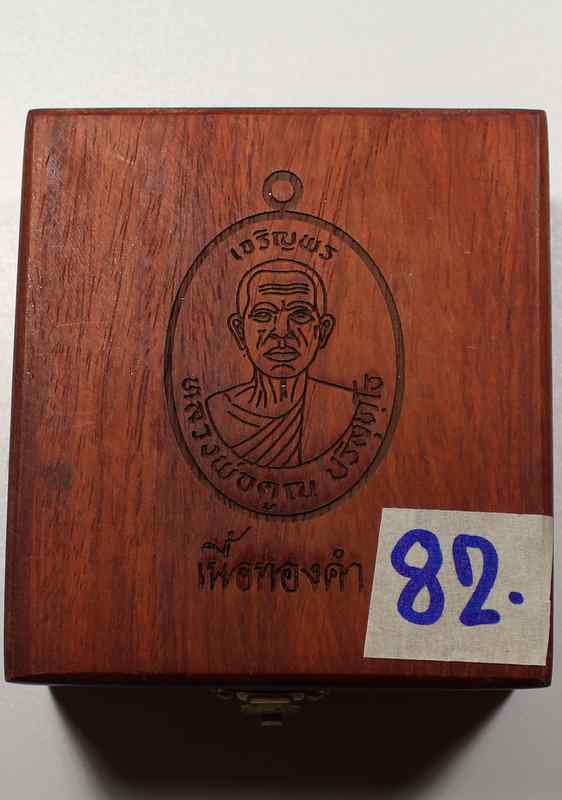 เจริญพร
หลวงพ่อคูณ ปริสุทฺโธ
เนื้อทองคำ
82.